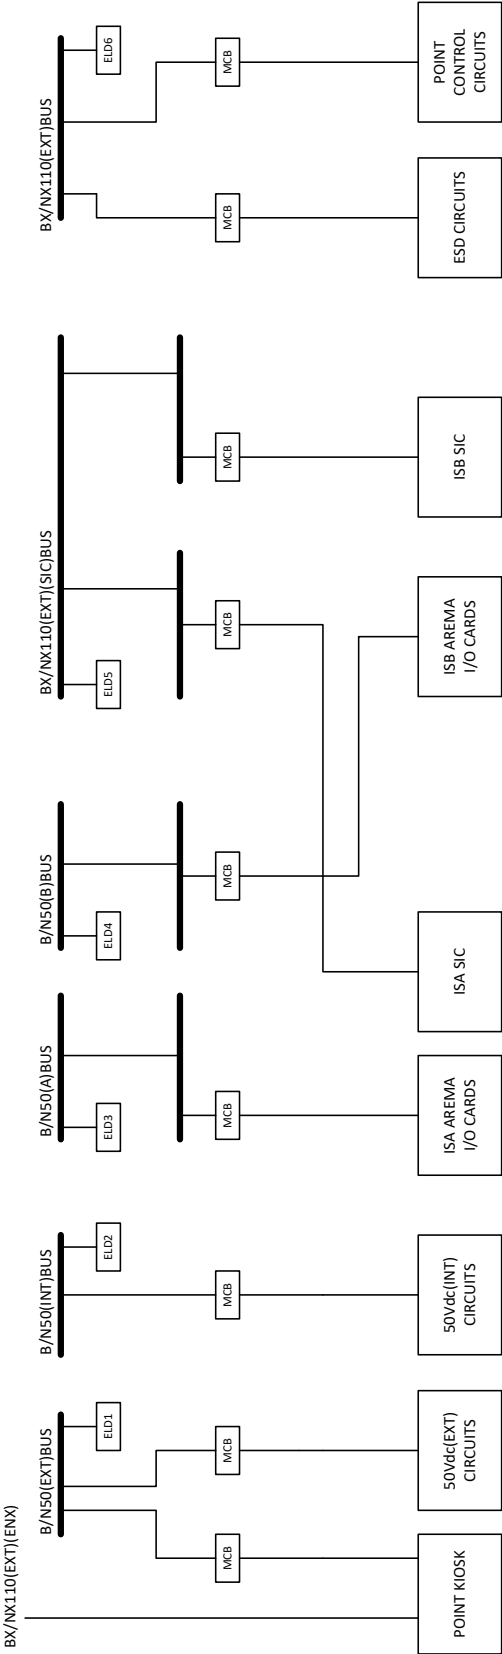 BX/NX110(EXT)(ENX)
B/N50(EXT)BUS
B/N50(INT)BUS
B/N50(A)BUS
B/N50(B)BUS
BX/NX110(EXT)(SIC)BUS
BX/NX110(EXT)BUS
ELD1
ELD2
ELD3
ELD4
ELD5
ELD6
MCB
MCB
MCB
MCB
MCB
MCB
MCB
MCB
MCB
POINT KIOSK
50Vdc(EXT)
CIRCUITS
50Vdc(INT)
CIRCUITS
ISA AREMA
I/O CARDS
ISA SIC
ISB AREMA
I/O CARDS
ISB SIC
ESD CIRCUITS
POINT
CONTROL
CIRCUITS